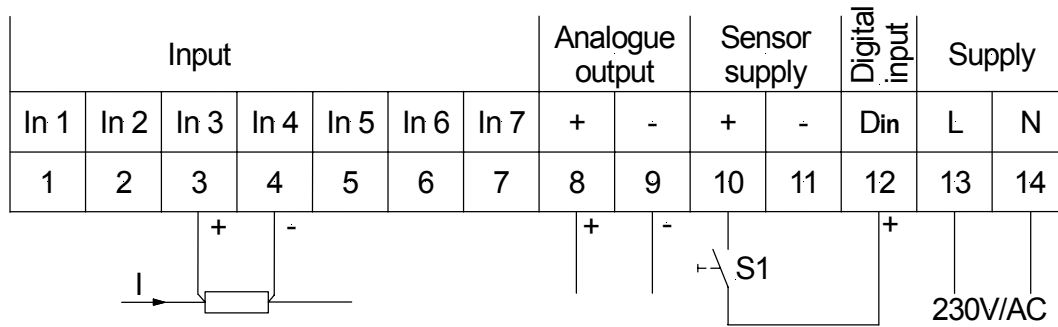 Input
Analogue output
Sensor supply
Digital input
Supply
In 1 In 2 In 3 In 4 In 5 In 6 In 7 + - + - Din L N
1 2 3 4 5 6 7 8 9 10 11 12 13 14
+ - + - +
S1
I
230V/AC